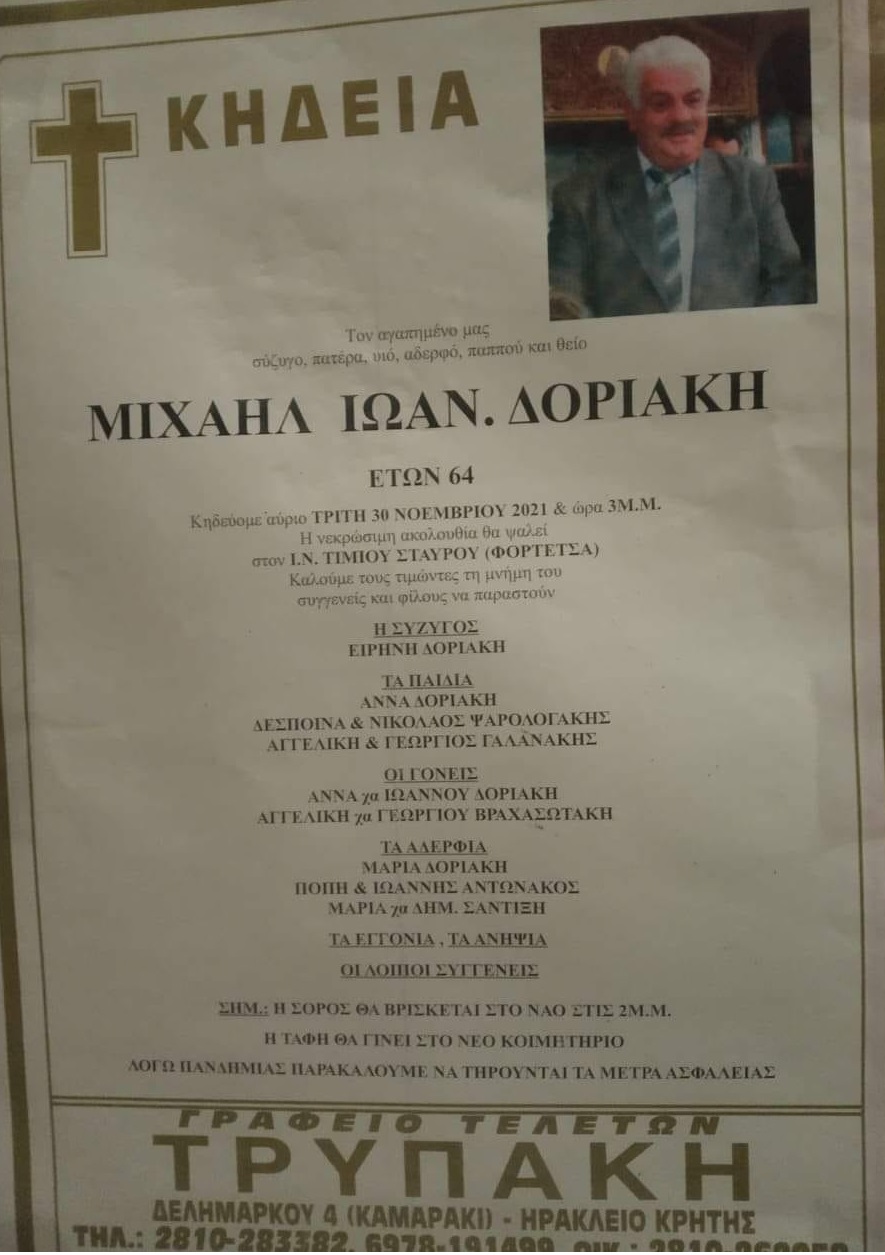 ΚΗΔΕΙΑ
Τον αγαπημένο μας
σύζυγο, πατέρα, υιό, αδερφό, παππού και θείο
ΜΙΧΑΗΛ ΙΩΑΝ. ΔΟΡΙΑΚΗ
ΕΤΩΝ 64
Κηδεύομε αύριο ΤΡΙΤΗ 30 ΝΟΕΜΒΡΙΟΥ 2021 & ώρα 3Μ.Μ.
Η νεκρώσιμη ακολουθία θα ψαλεί
στον Ι.Ν. ΤΙΜΙΟΥ ΣΤΑΥΡΟΥ (ΦΟΡΤΕΤΣΑ)
Καλούμε τους τιμώντες τη μνήμη του
συγγενείς και φίλους να παραστούν
Η ΣΥΖΥΓΟΣ
ΕΙΡΗΝΗ ΔΟΡΙΑΚΗ
ΤΑ ΠΑΙΔΙΑ
ΑΝΝΑ ΔΟΡΙΑΚΗ
ΔΕΣΠΟΙΝΑ & ΝΙΚΟΛΑΟΣ ΨΑΡΟΛΟΓΑΚΗΣ
ΑΓΓΕΛΙΚΗ & ΓΕΩΡΓΙΟΣ ΓΑΛΑΝΑΚΗΣ
ΟΙ ΓΟΝΕΙΣ
ΑΝΝΑ χα ΙΩΑΝΝΟΥ ΔΟΡΙΑΚΗ
ΑΓΓΕΛΙΚΗ χα ΓΕΩΡΓΙΟΥ ΒΡΑΧΑΣΩΤΑΚΗ
ΤΑ ΑΔΕΡΦΙΑ
ΜΑΡΙΑ ΔΟΡΙΑΚΗ
ΠΟΠΗ & ΙΩΑΝΝΗΣ ΑΝΤΩΝΑΚΟΣ
ΜΑΡΙΑ χα ΔΗΜ. ΣΑΝΤΙΞΗ
ΤΑ ΕΓΓΟΝΙΑ , ΤΑ ΑΝΗΨΙΑ
ΟΙ ΛΟΙΠΟΙ ΣΥΓΓΕΝΕΙΣ
ΣΗΜ.: Η ΣΟΡΟΣ ΘΑ ΒΡΙΣΚΕΤΑΙ ΣΤΟ ΝΑΟ ΣΤΙΣ 2Μ.Μ.
Η ΤΑΦΗ ΘΑ ΓΙΝΕΙ ΣΤΟ ΝΕΟ ΚΟΙΜΗΤΗΡΙΟ
ΛΟΓΩ ΠΑΝΔΗΜΙΑΣ ΠΑΡΑΚΑΛΟΥΜΕ ΝΑ ΤΗΡΟΥΝΤΑΙ ΤΑ ΜΕΤΡΑ ΑΣΦΑΛΕΙΑΣ
ΓΡΑΦΕΙΟ ΤΕΛΕΤΩΝ
ΤΡΥΠΑΚΗ
ΔΕΛΗΜΑΡΚΟΥ 4 (ΚΑΜΑΡΑΚΙ) - ΗΡΑΚΛΕΙΟ ΚΡΗΤΗΣ
ΤΗΛ.: 2810-283382, 6978-191499, ΟΙΚ.: 2810-